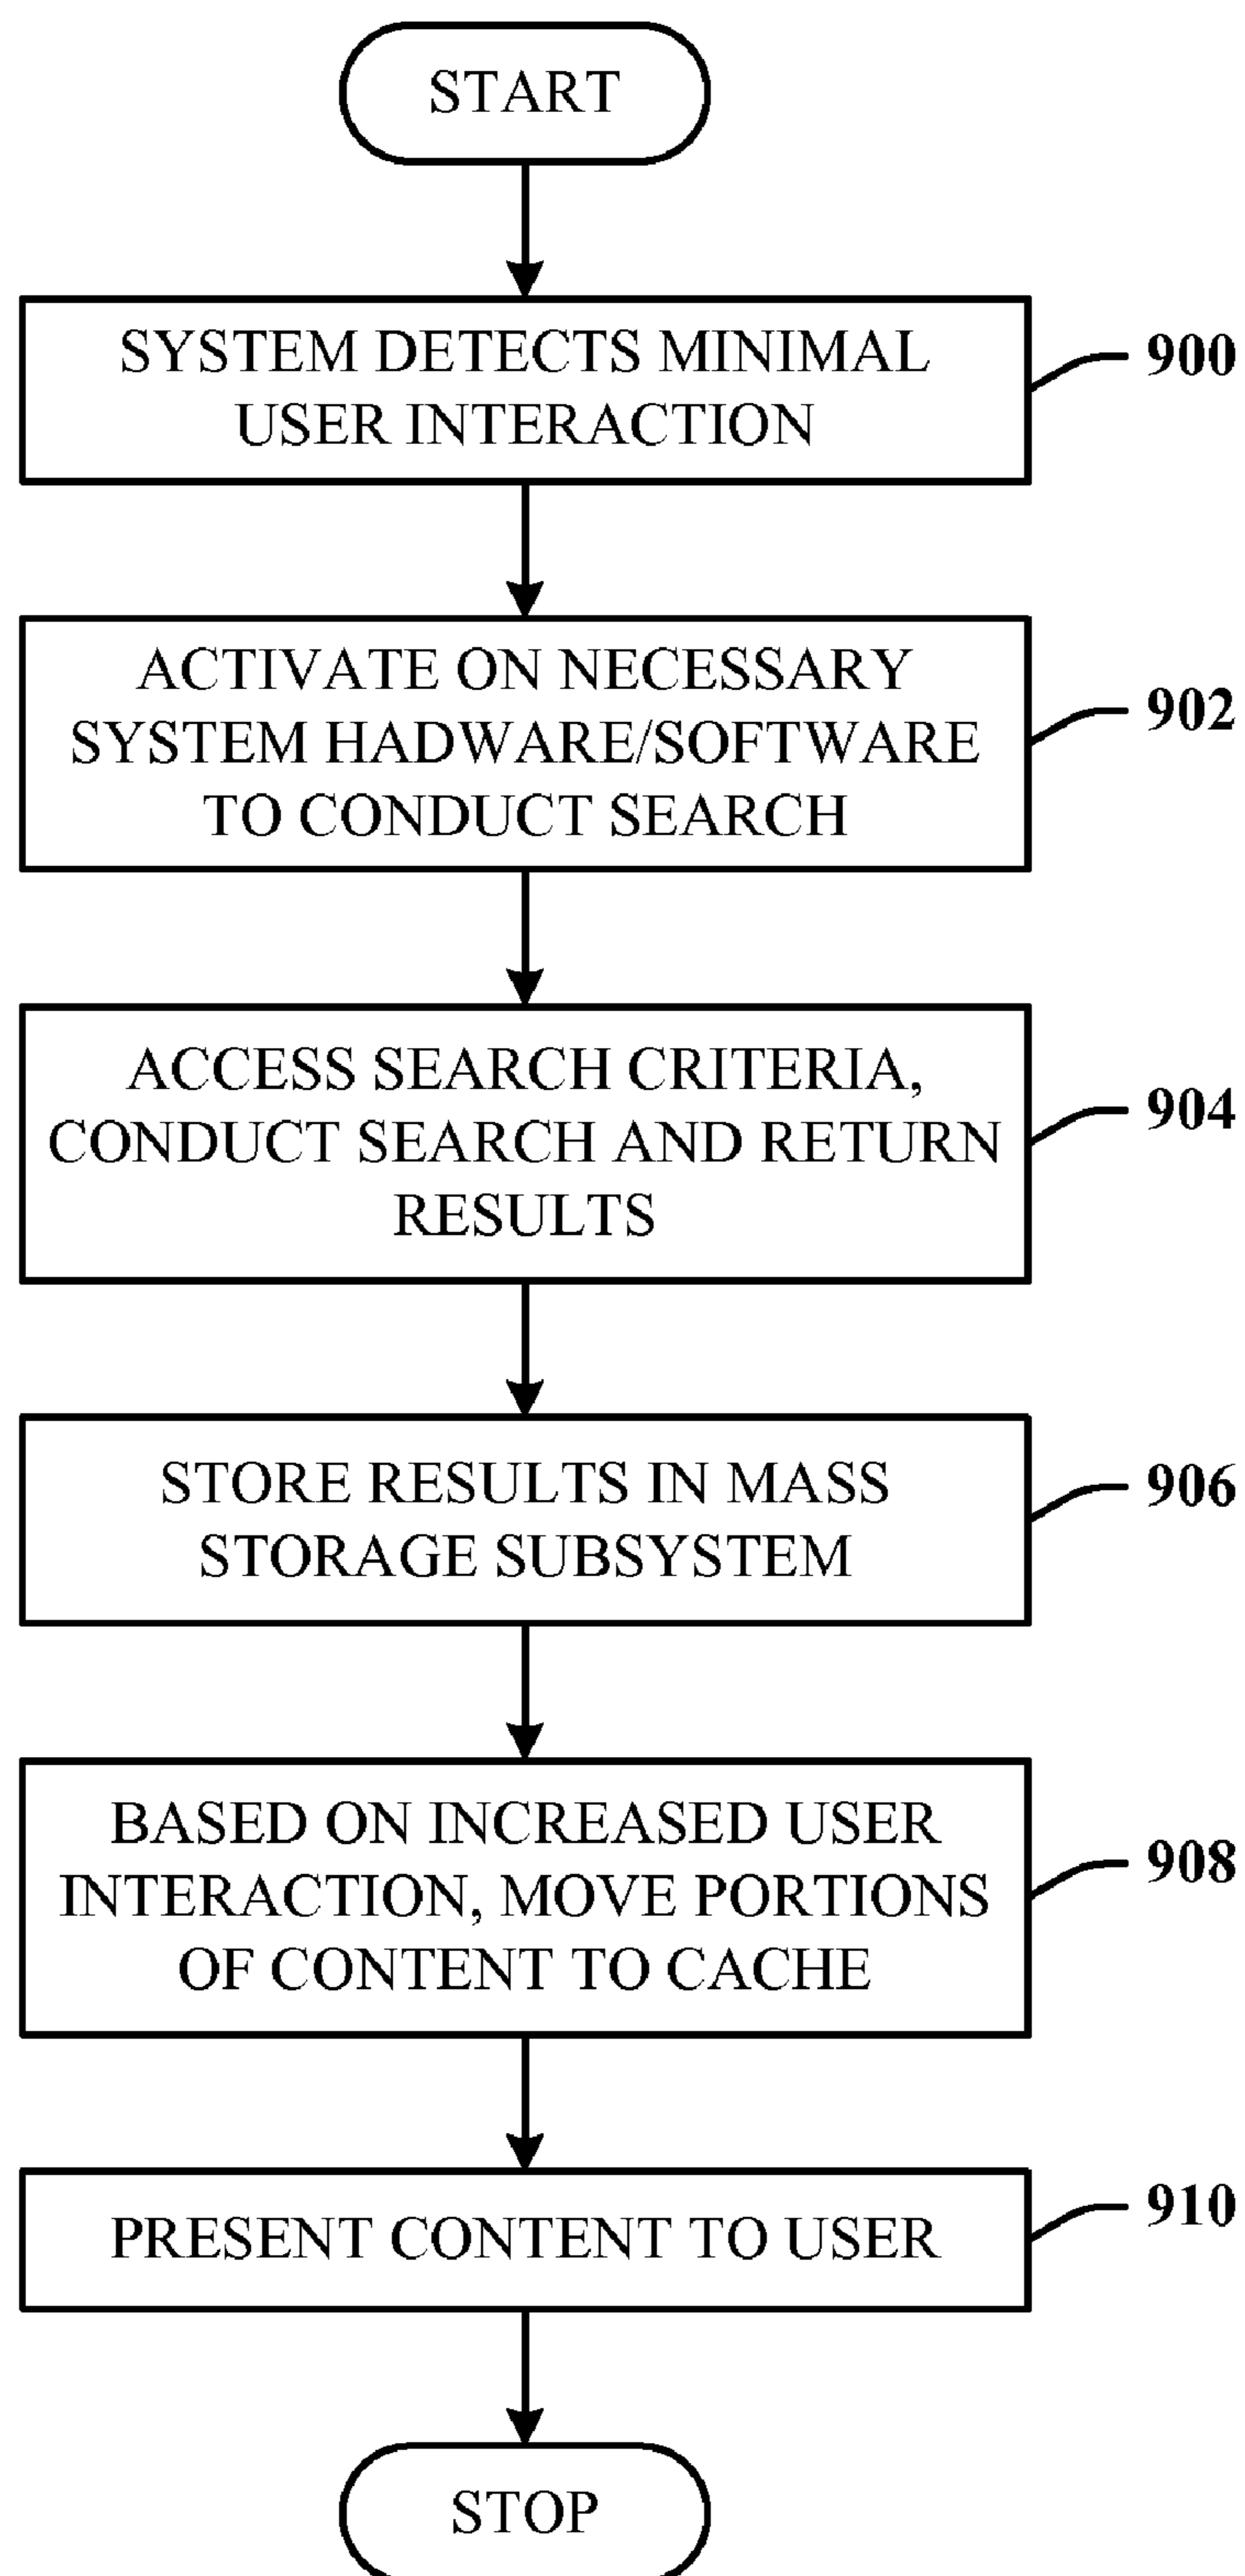 START
SYSTEM DETECTS MINIMAL
USER INTERACTION
900
ACTIVATE ON NECESSARY
SYSTEM HADWARE/SOFTWARE
TO CONDUCT SEARCH
902
ACCESS SEARCH CRITERIA,
CONDUCT SEARCH AND RETURN
RESULTS
904
STORE RESULTS IN MASS
STORAGE SUBSYSTEM
906
BASED ON INCREASED USER
INTERACTION, MOVE PORTIONS
OF CONTENT TO CACHE
908
PRESENT CONTENT TO USER
910
STOP